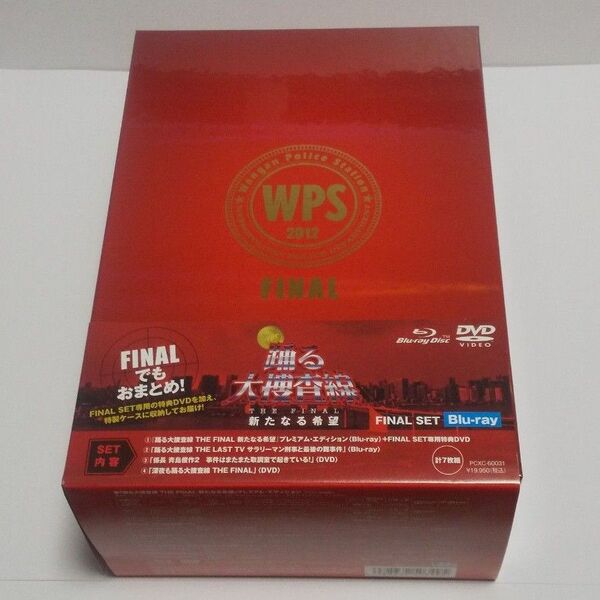 Wangan Police Station
WPS
2012
FINAL
FINAL
でも
おまとめ!
FINAL SET専用の特典DVDを加え、
特製ケースに収納してお届け!
踊る
大捜査線
THE FINAL
新たなる希望
Blu-ray Disc™
DVD
VIDEO
FINAL SET Blu-ray
SET
内容
①「踊る大捜査線 THE FINAL 新たなる希望」プレミアム・エディション(Blu-ray)+FINAL SET専用特典DVD
②「踊る大捜査線 THE LAST TV サラリーマン刑事と最後の難事件」(Blu-ray)
③「係長 青島俊作2 事件はまたまた取調室で起きている!」(DVD)
④「深夜も踊る大捜査線 THE FINAL」(DVD)
計7枚組
PCXC-60031
¥19,950(税込)